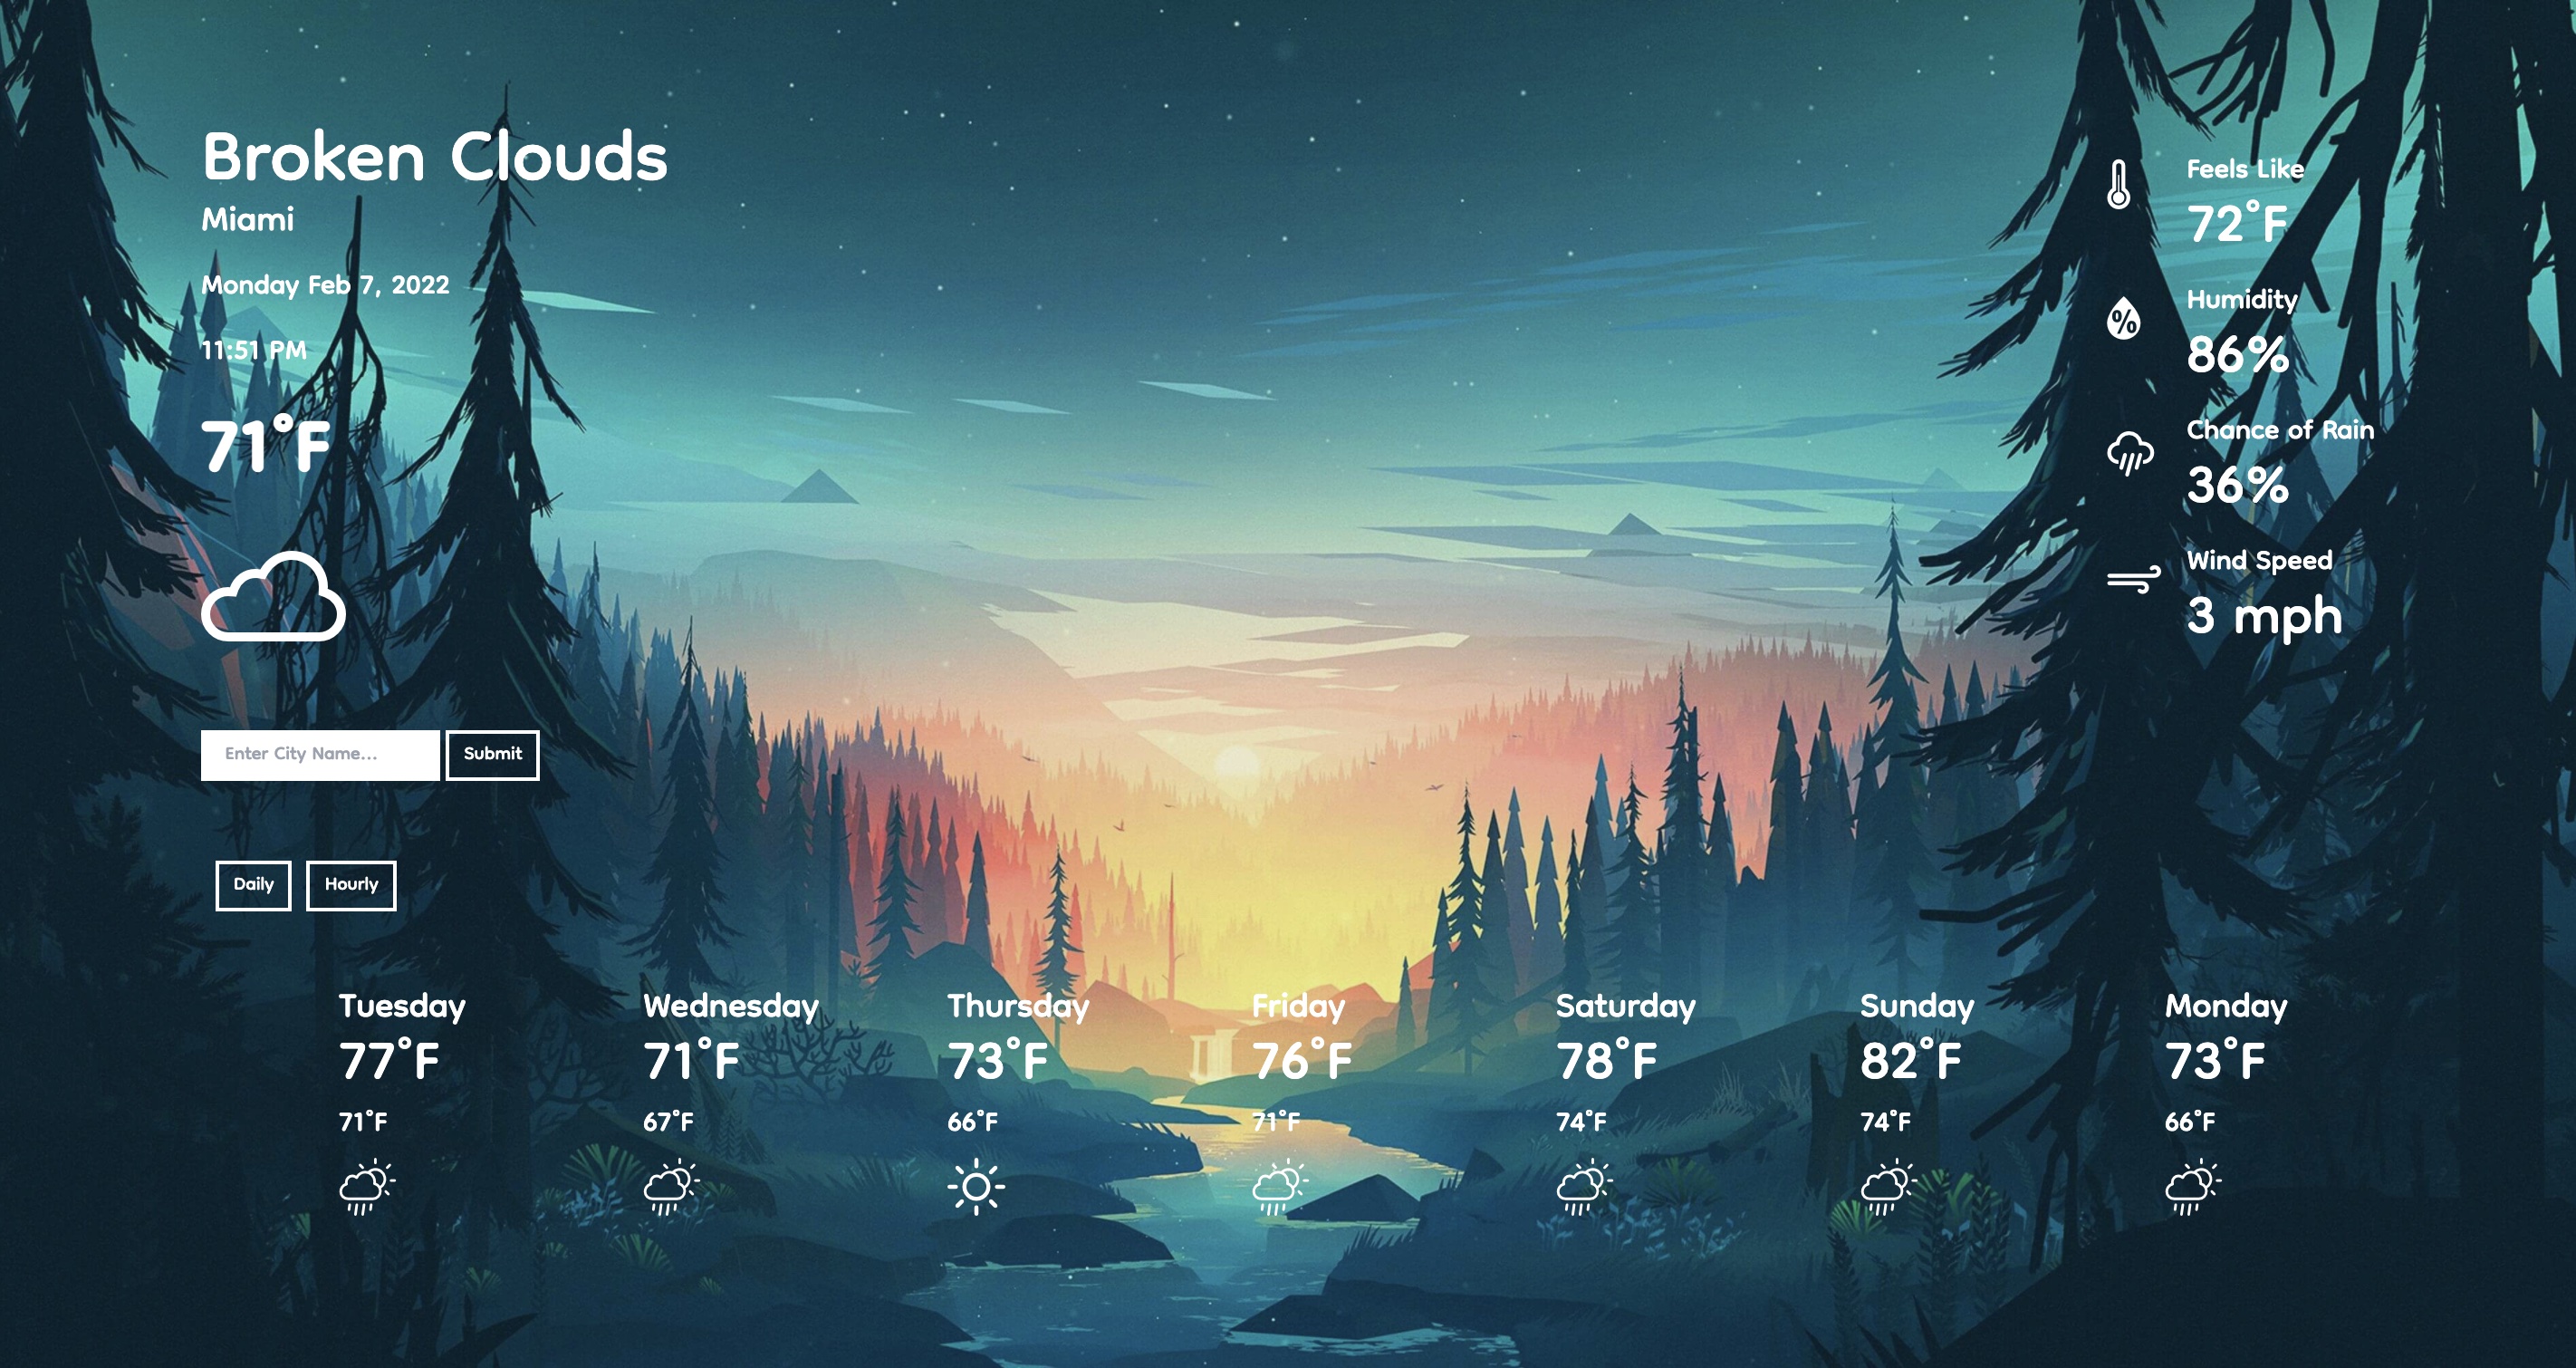 Broken Clouds
Miami
Monday Feb 7, 2022
11:51 PM
71°F
Enter City Name...
Submit
Daily
Hourly
Feels Like
72°F
Humidity
%
86%
Chance of Rain
36%
Wind Speed
3 mph
Tuesday
77°F
71°F
Wednesday
71°F
67°F
Thursday
73°F
66°F
Friday
76°F
71°F
Saturday
78°F
74°F
Sunday
82°F
74°F
Monday
73°F
66°F